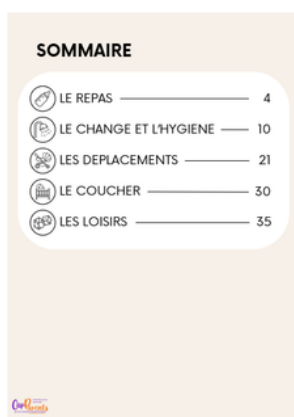 SOMMAIRE
LE REPAS 4
LE CHANGE ET L'HYGIENE 10
LES DEPLACEMENTS 21
LE COUCHER 30
LES LOISIRS 35